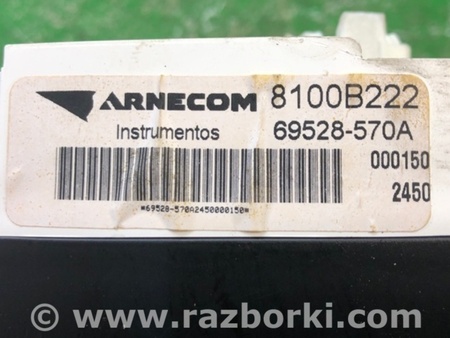 ARNECOM 8100B222
Instrumentos 69528-570A
000150
2450
*69528-570A2450000150*
© www.razborki.com